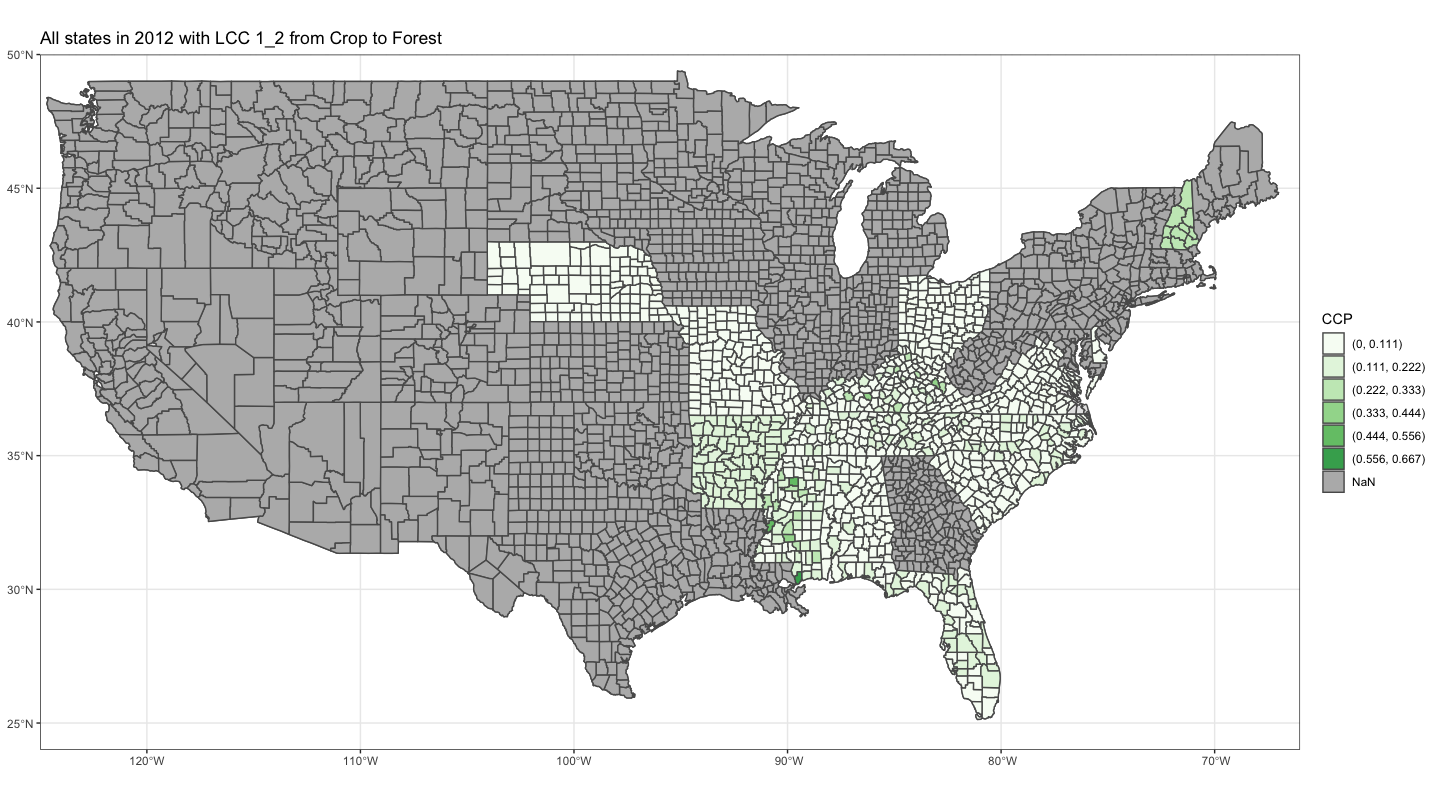 All states in 2012 with LCC 1_2 from Crop to Forest
50°N
45°N
40°N
35°N
30°N
25°N
120°W
110°W
100°W
90°W
80°W
70°W
CCP
(0, 0.111)
(0.111, 0.222)
(0.222, 0.333)
(0.333, 0.444)
(0.444, 0.556)
(0.556, 0.667)
NaN